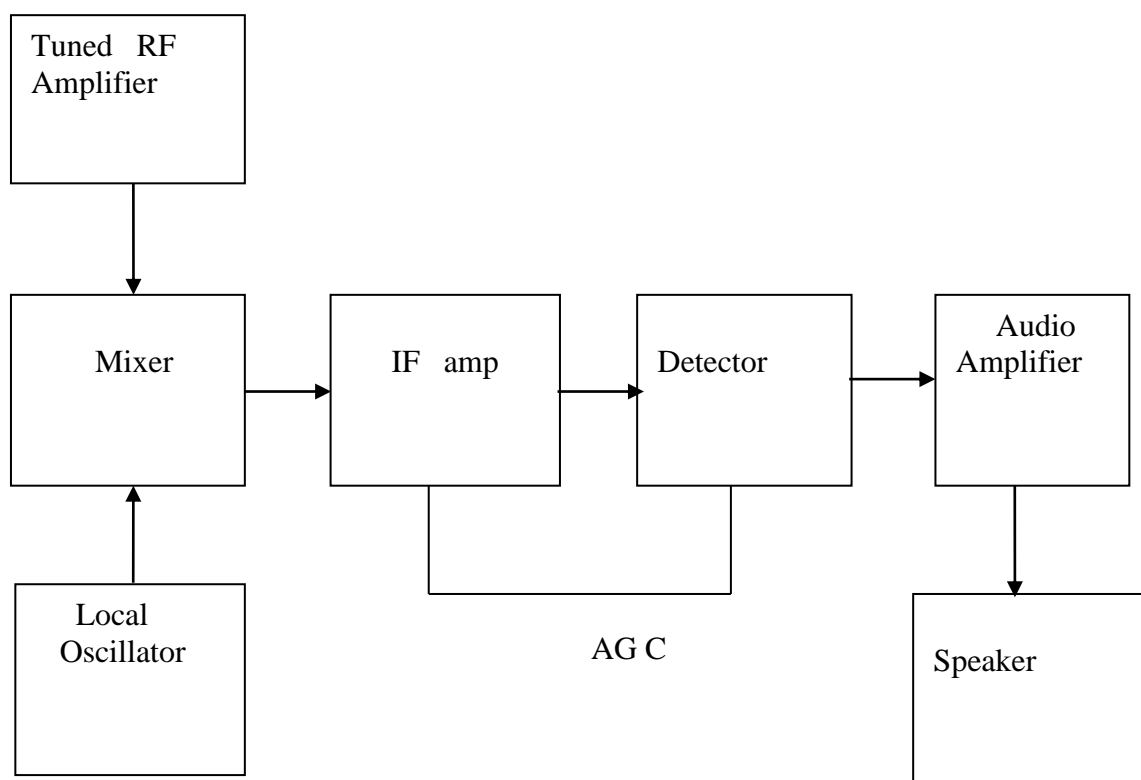 Tuned RF
Amplifier
Mixer
IF amp
Detector
Audio
Amplifier
Local
Oscillator
AG C
Speaker